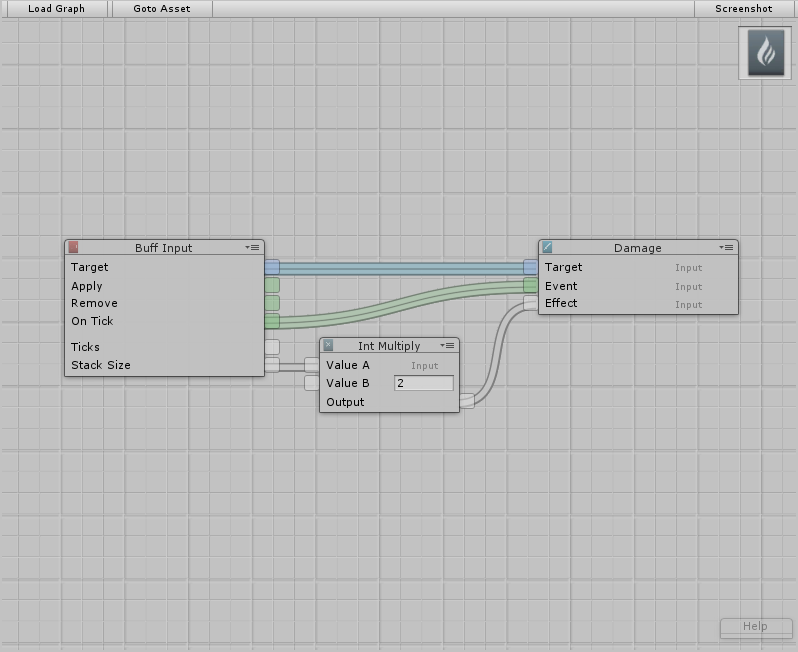 Load Graph
Goto Asset
Screenshot
Buff Input
Target
Apply
Remove
On Tick
Ticks
Stack Size
Int Multiply
Value A Input
Value B 2
Output
Damage
Target Input
Event Input
Effect Input
Help